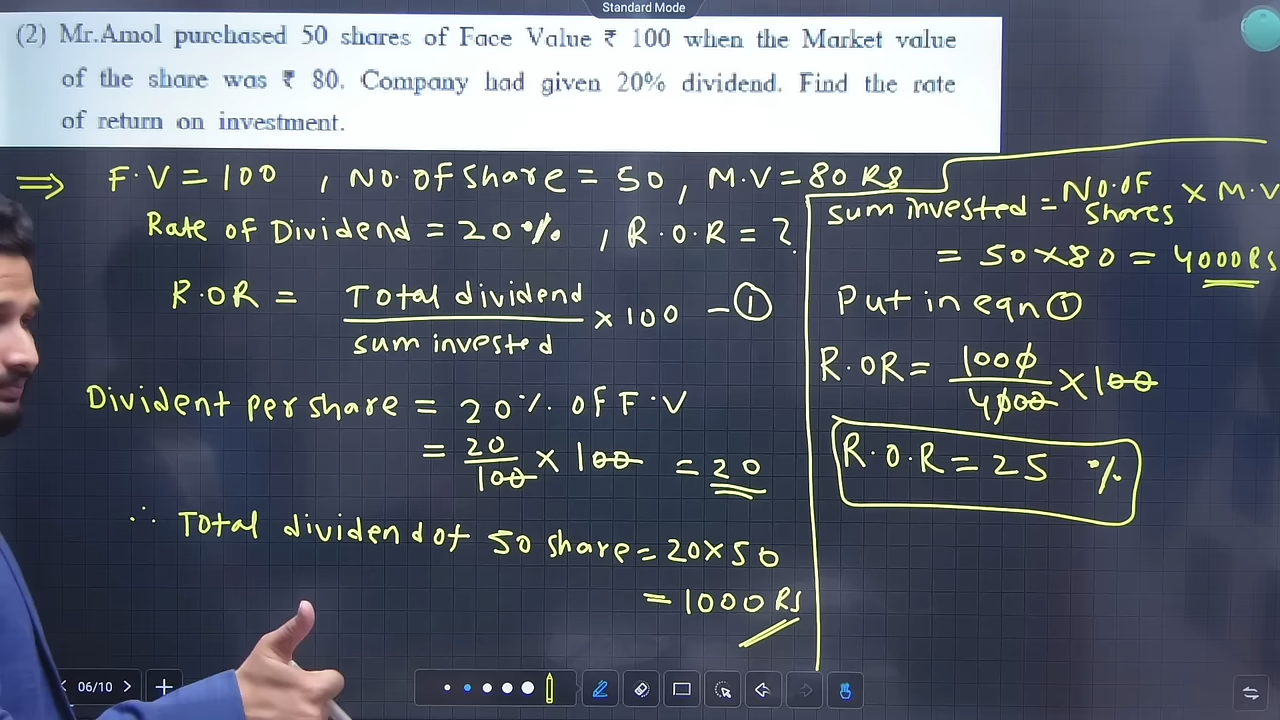 Standard Mode
(2) Mr.Amol purchased 50 shares of Face Value ₹ 100 when the Market value
of the share was ₹ 80. Company had given 20% dividend. Find the rate
of return on investment.
⇒ F.V = 100 , No. of Share = 50 , M.V = 80 Rs
Rate of Dividend = 20% , R.O.R = ?
R.OR = Total dividend / sum invested × 100 — ①
Divident per share = 20% of F.V
= 20/100 × 100 = 20
∴ Total dividend of 50 share = 20×50
= 1000 Rs
sum invested = No. of Shares × M.V
= 50×80 = 4000 Rs
Put in eqn ①
R.OR = 1000/4000 × 100
R.O.R = 25 %
06/10